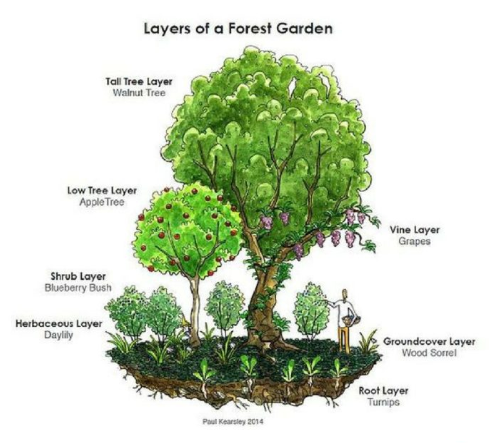 Layers of a Forest Garden
Tall Tree Layer
Walnut Tree
Low Tree Layer
AppleTree
Vine Layer
Grapes
Shrub Layer
Blueberry Bush
Herbaceous Layer
Daylily
Groundcover Layer
Wood Sorrel
Root Layer
Turnips
Paul Kearsley 2014